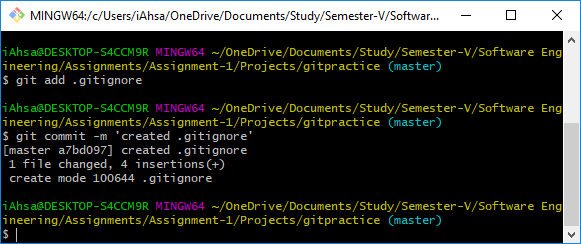 MINGW64:/c/Users/iAhsa/OneDrive/Documents/Study/Semester-V/Softwar...
iAhsa@DESKTOP-S4CCM9R MINGW64 ~/OneDrive/Documents/Study/Semester-V/Software Eng
ineering/Assignments/Assignment-1/Projects/gitpractice (master)
$ git add .gitignore
iAhsa@DESKTOP-S4CCM9R MINGW64 ~/OneDrive/Documents/Study/Semester-V/Software Eng
ineering/Assignments/Assignment-1/Projects/gitpractice (master)
$ git commit -m 'created .gitignore'
[master a7bd097] created .gitignore
 1 file changed, 4 insertions(+)
 create mode 100644 .gitignore
iAhsa@DESKTOP-S4CCM9R MINGW64 ~/OneDrive/Documents/Study/Semester-V/Software Eng
ineering/Assignments/Assignment-1/Projects/gitpractice (master)
$